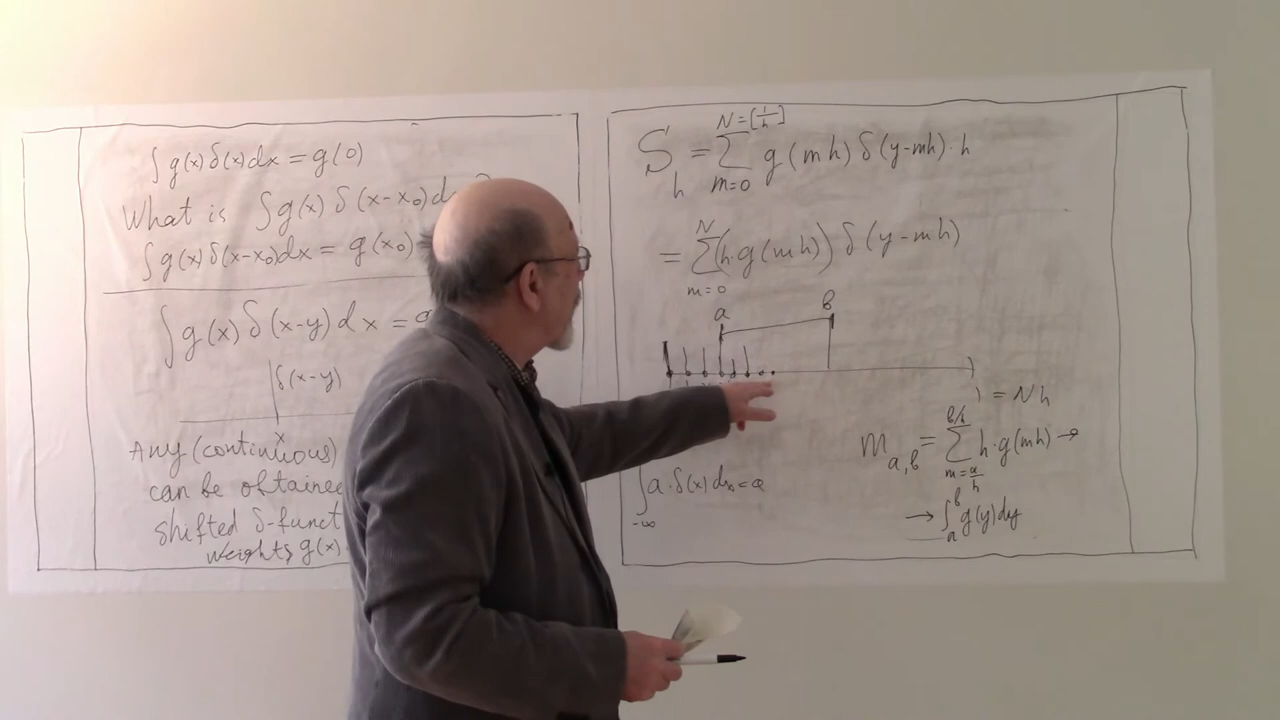 ∫g(x)δ(x)dx = g(0)
What is ∫g(x) δ(x-x₀)d ?
∫g(x)δ(x-x₀)dx = g(x₀)
∫g(x)δ(x-y)dx =
δ(x-y)
x
Any (continuous)
can be obtained
shifted δ-funct
weights g(x)
S_h = ∑_{m=0}^{N=[1/h]} g(mh) δ(y-mh)·h
= ∑_{m=0}^{N} (h·g(mh)) δ(y-mh)
a b
1 = Nh
m_{a,b} = ∑_{m=a/h}^{b/h} h·g(mh) →
∫_{-∞} a·δ(x)dx = a
→ ∫_a^b g(y)dy